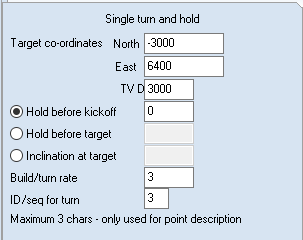 Single turn and hold
Target co-ordinates North -3000
East 6400
TV D 3000
Hold before kickoff 0
Hold before target
Inclination at target
Build/turn rate 3
ID/seq for turn 3
Maximum 3 chars - only used for point description